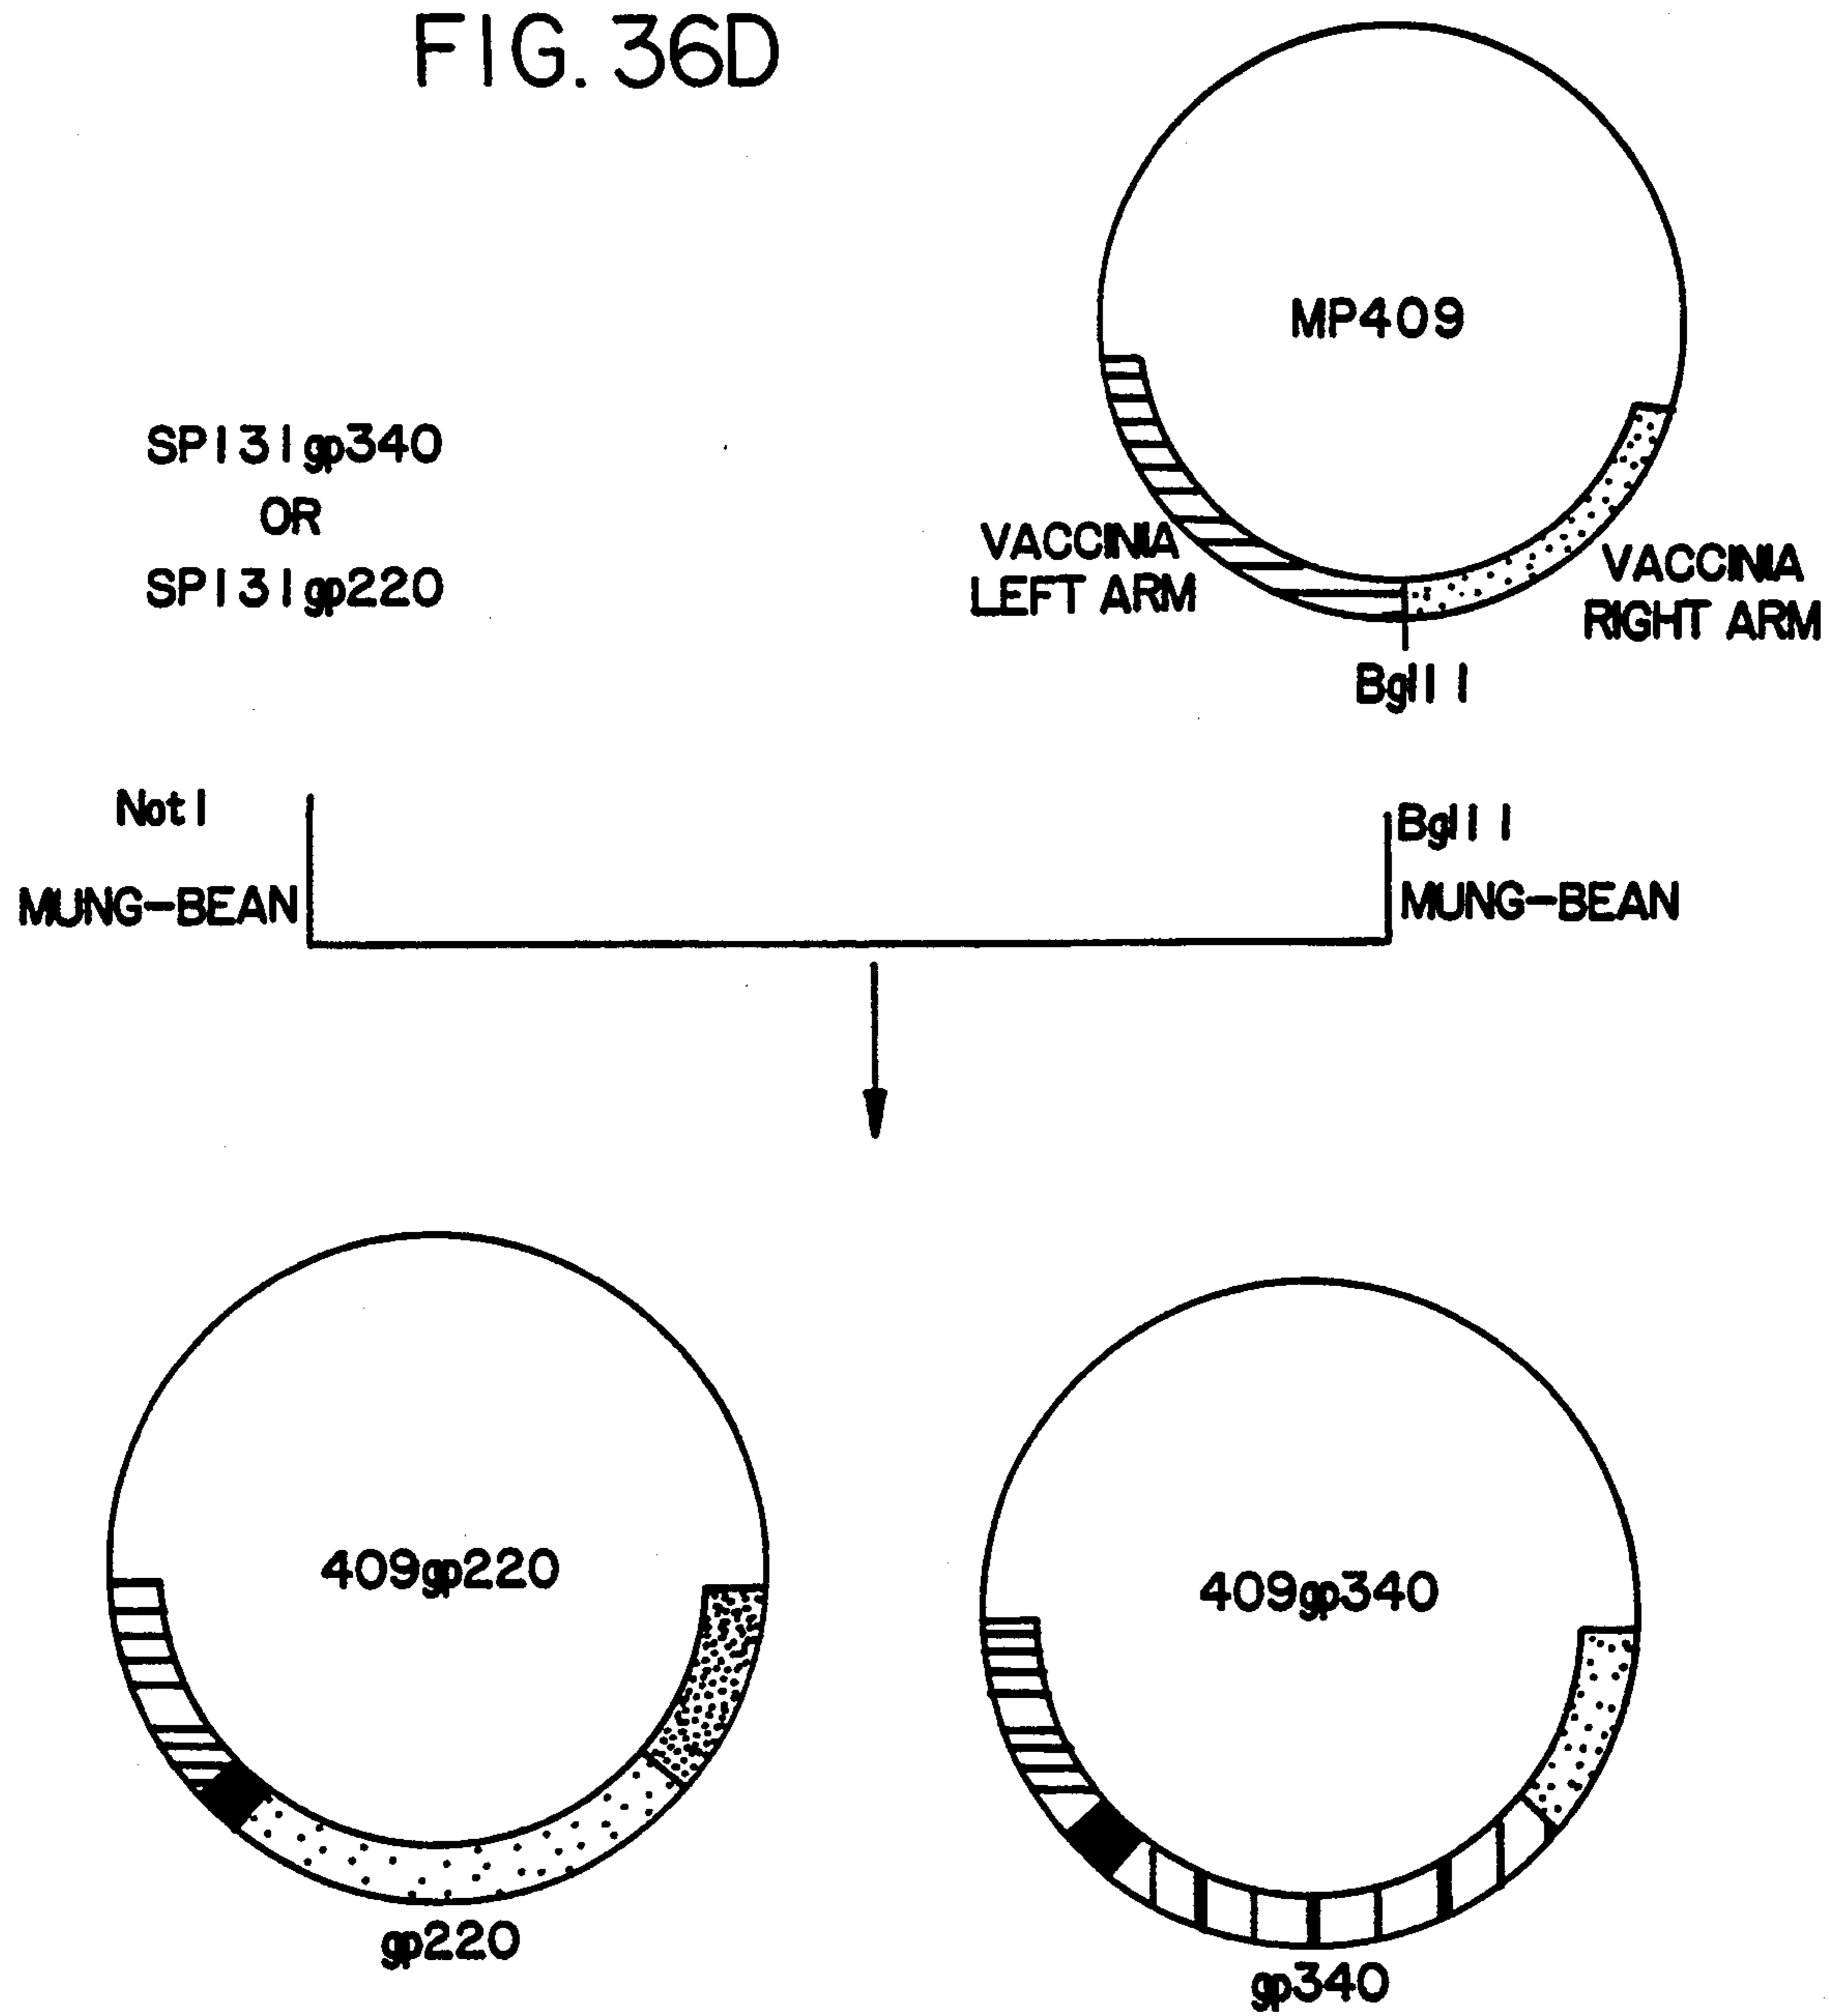 FIG. 36D
MP409
SP131gp340
OR
SP131gp220
VACCINIA
LEFT ARM
VACCINIA
RIGHT ARM
BglII
NotI
MUNG-BEAN
BglII
MUNG-BEAN
409gp220
409gp340
gp220
gp340